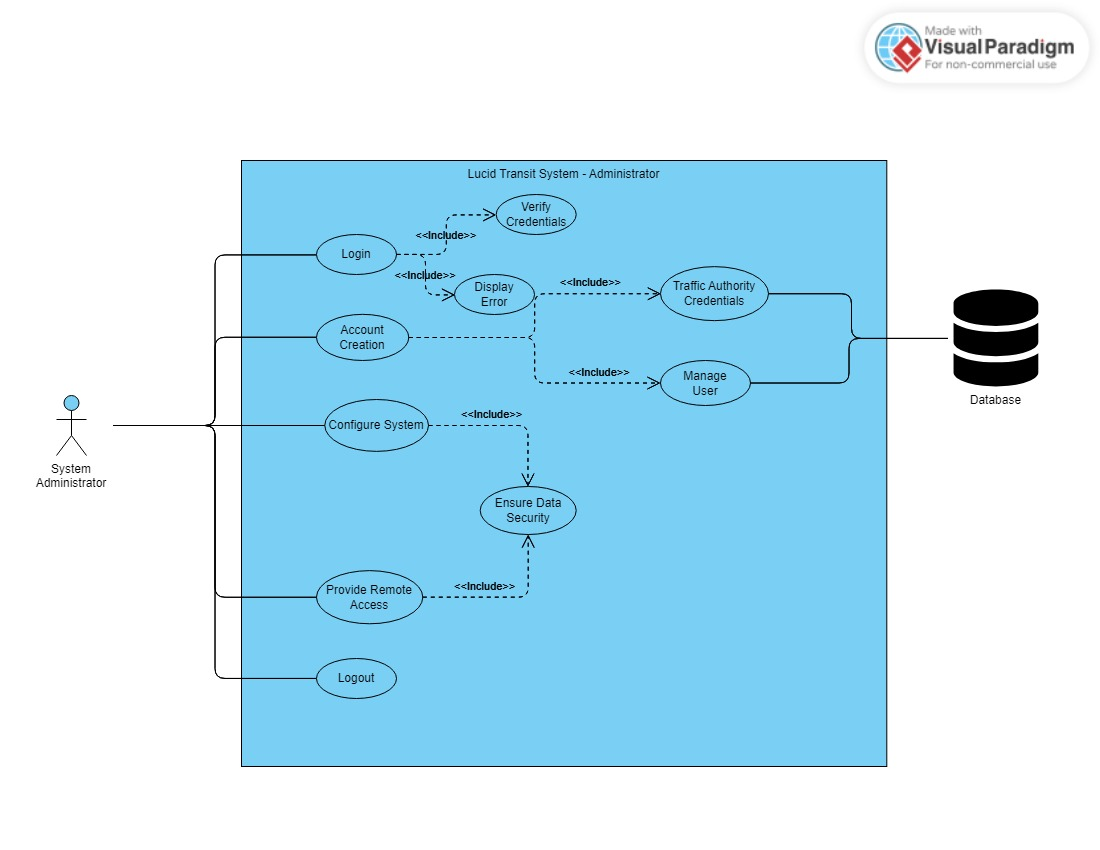 Made with
Visual Paradigm
For non-commercial use
Lucid Transit System - Administrator
Verify
Credentials
<<Include>>
Login
<<Include>>
Display
Error
<<Include>>
Traffic Authority
Credentials
Account
Creation
<<Include>>
Manage
User
Database
<<Include>>
Configure System
System
Administrator
Ensure Data
Security
<<Include>>
Provide Remote
Access
Logout